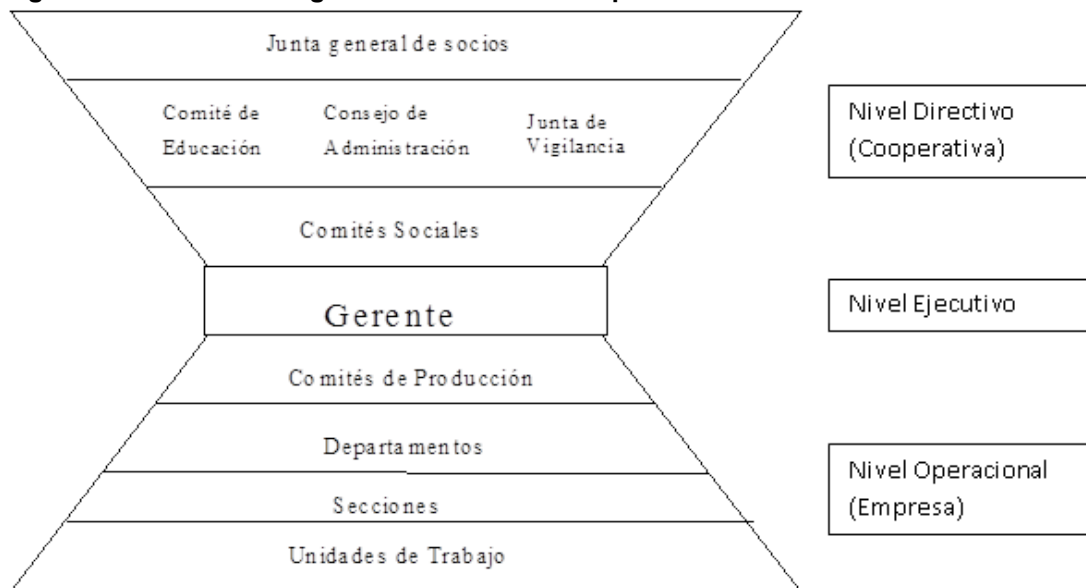 Junta general de socios
Comité de
Educación
Consejo de
Administración
Junta de
Vigilancia
Comités Sociales
Gerente
Comités de Producción
Departamentos
Secciones
Unidades de Trabajo
Nivel Directivo
(Cooperativa)
Nivel Ejecutivo
Nivel Operacional
(Empresa)